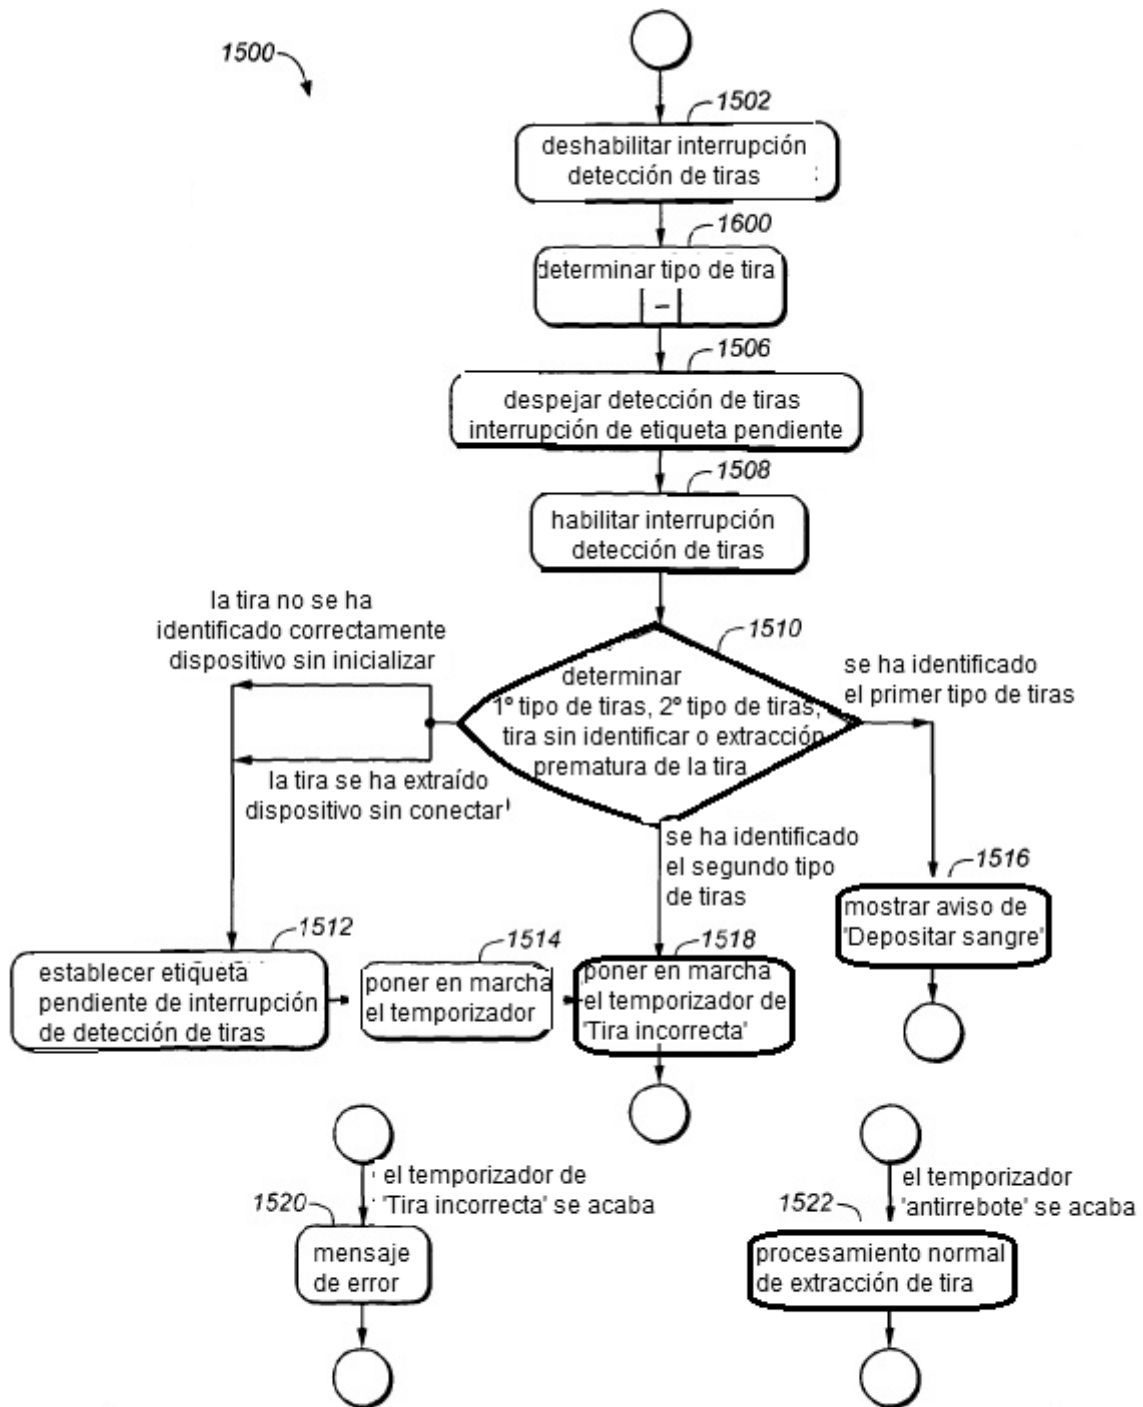 1500
1502
deshabilitar interrupción
detección de tiras
1600
determinar tipo de tira
1506
despejar detección de tiras
interrupción de etiqueta pendiente
1508
habilitar interrupción
detección de tiras
la tira no se ha
identificado correctamente
dispositivo sin inicializar
1510
determinar
1º tipo de tiras, 2º tipo de tiras,
tira sin identificar o extracción
prematura de la tira
se ha identificado
el primer tipo de tiras
la tira se ha extraído
dispositivo sin conectar
se ha identificado
el segundo tipo
de tiras
1516
mostrar aviso de
'Depositar sangre'
1512
establecer etiqueta
pendiente de interrupción
de detección de tiras
1514
poner en marcha
el temporizador
1518
poner en marcha
el temporizador de
'Tira incorrecta'
el temporizador de
'Tira incorrecta' se acaba
1520
mensaje
de error
el temporizador
'antirrebote' se acaba
1522
procesamiento normal
de extracción de tira